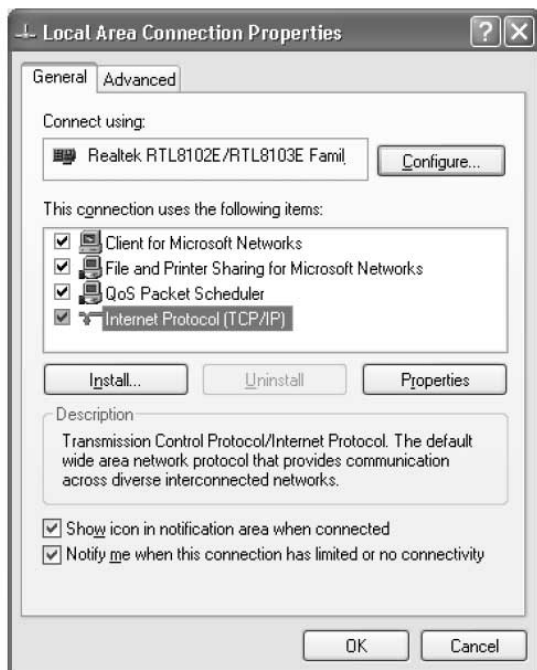 Local Area Connection Properties
General Advanced
Connect using:
Realtek RTL8102E/RTL8103E Famil
Configure...
This connection uses the following items:
Client for Microsoft Networks
File and Printer Sharing for Microsoft Networks
QoS Packet Scheduler
Internet Protocol (TCP/IP)
Install... Uninstall Properties
Description
Transmission Control Protocol/Internet Protocol. The default
wide area network protocol that provides communication
across diverse interconnected networks.
Show icon in notification area when connected
Notify me when this connection has limited or no connectivity
OK Cancel